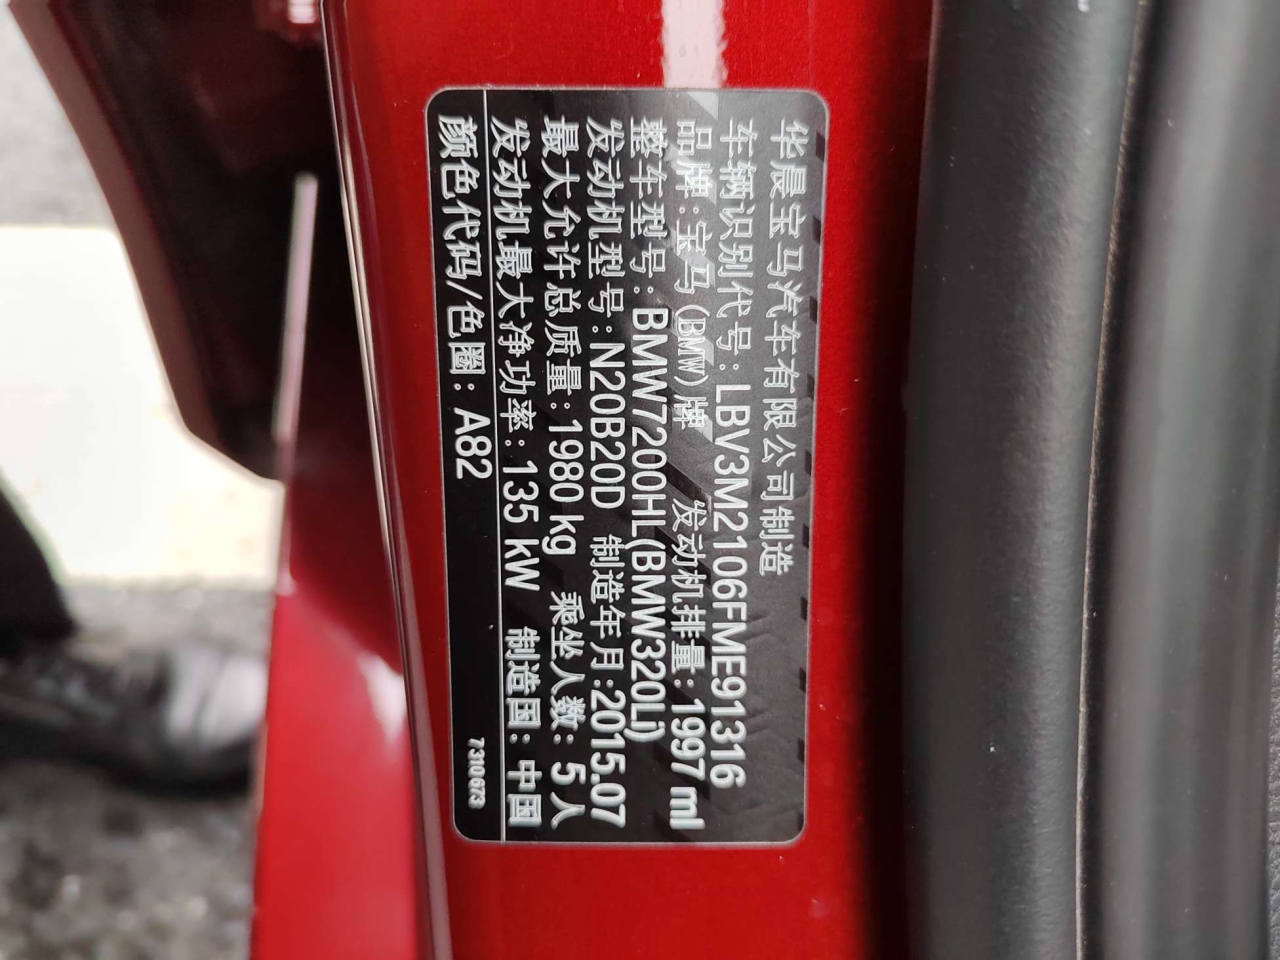 华晨宝马汽车有限公司制造
车辆识别代号:LBV3M2106FME91316
品牌:宝马(BMW)牌 发动机排量:1997 ml
整车型号:BMW7200HL(BMW320Li)
发动机型号:N20B20D 制造年月:2015.07
最大允许总质量:1980 kg 乘坐人数:5人
发动机最大净功率:135 kW 制造国:中国
颜色代码/色圈:A82 7310673